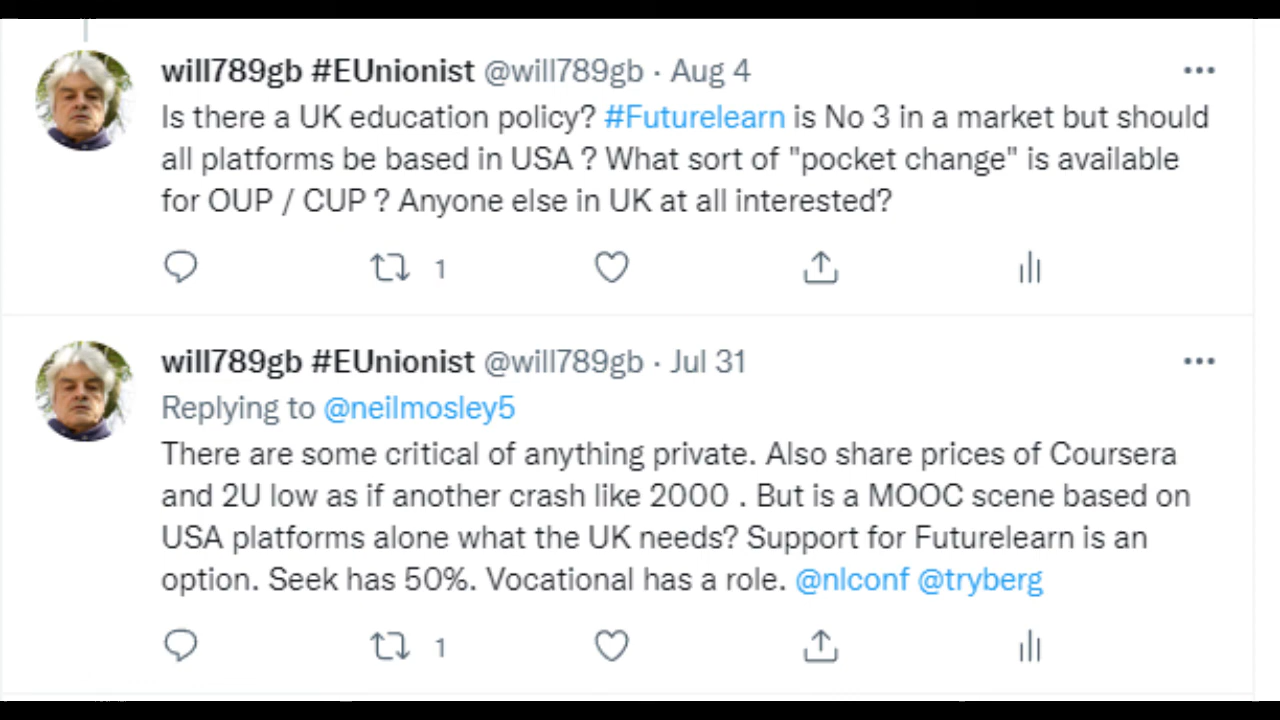 will789gb #EUnionist @will789gb · Aug 4
Is there a UK education policy? #Futurelearn is No 3 in a market but should
all platforms be based in USA ? What sort of "pocket change" is available
for OUP / CUP ? Anyone else in UK at all interested?
1
will789gb #EUnionist @will789gb · Jul 31
Replying to @neilmosley5
There are some critical of anything private. Also share prices of Coursera
and 2U low as if another crash like 2000 . But is a MOOC scene based on
USA platforms alone what the UK needs? Support for Futurelearn is an
option. Seek has 50%. Vocational has a role. @nlconf @tryberg
1